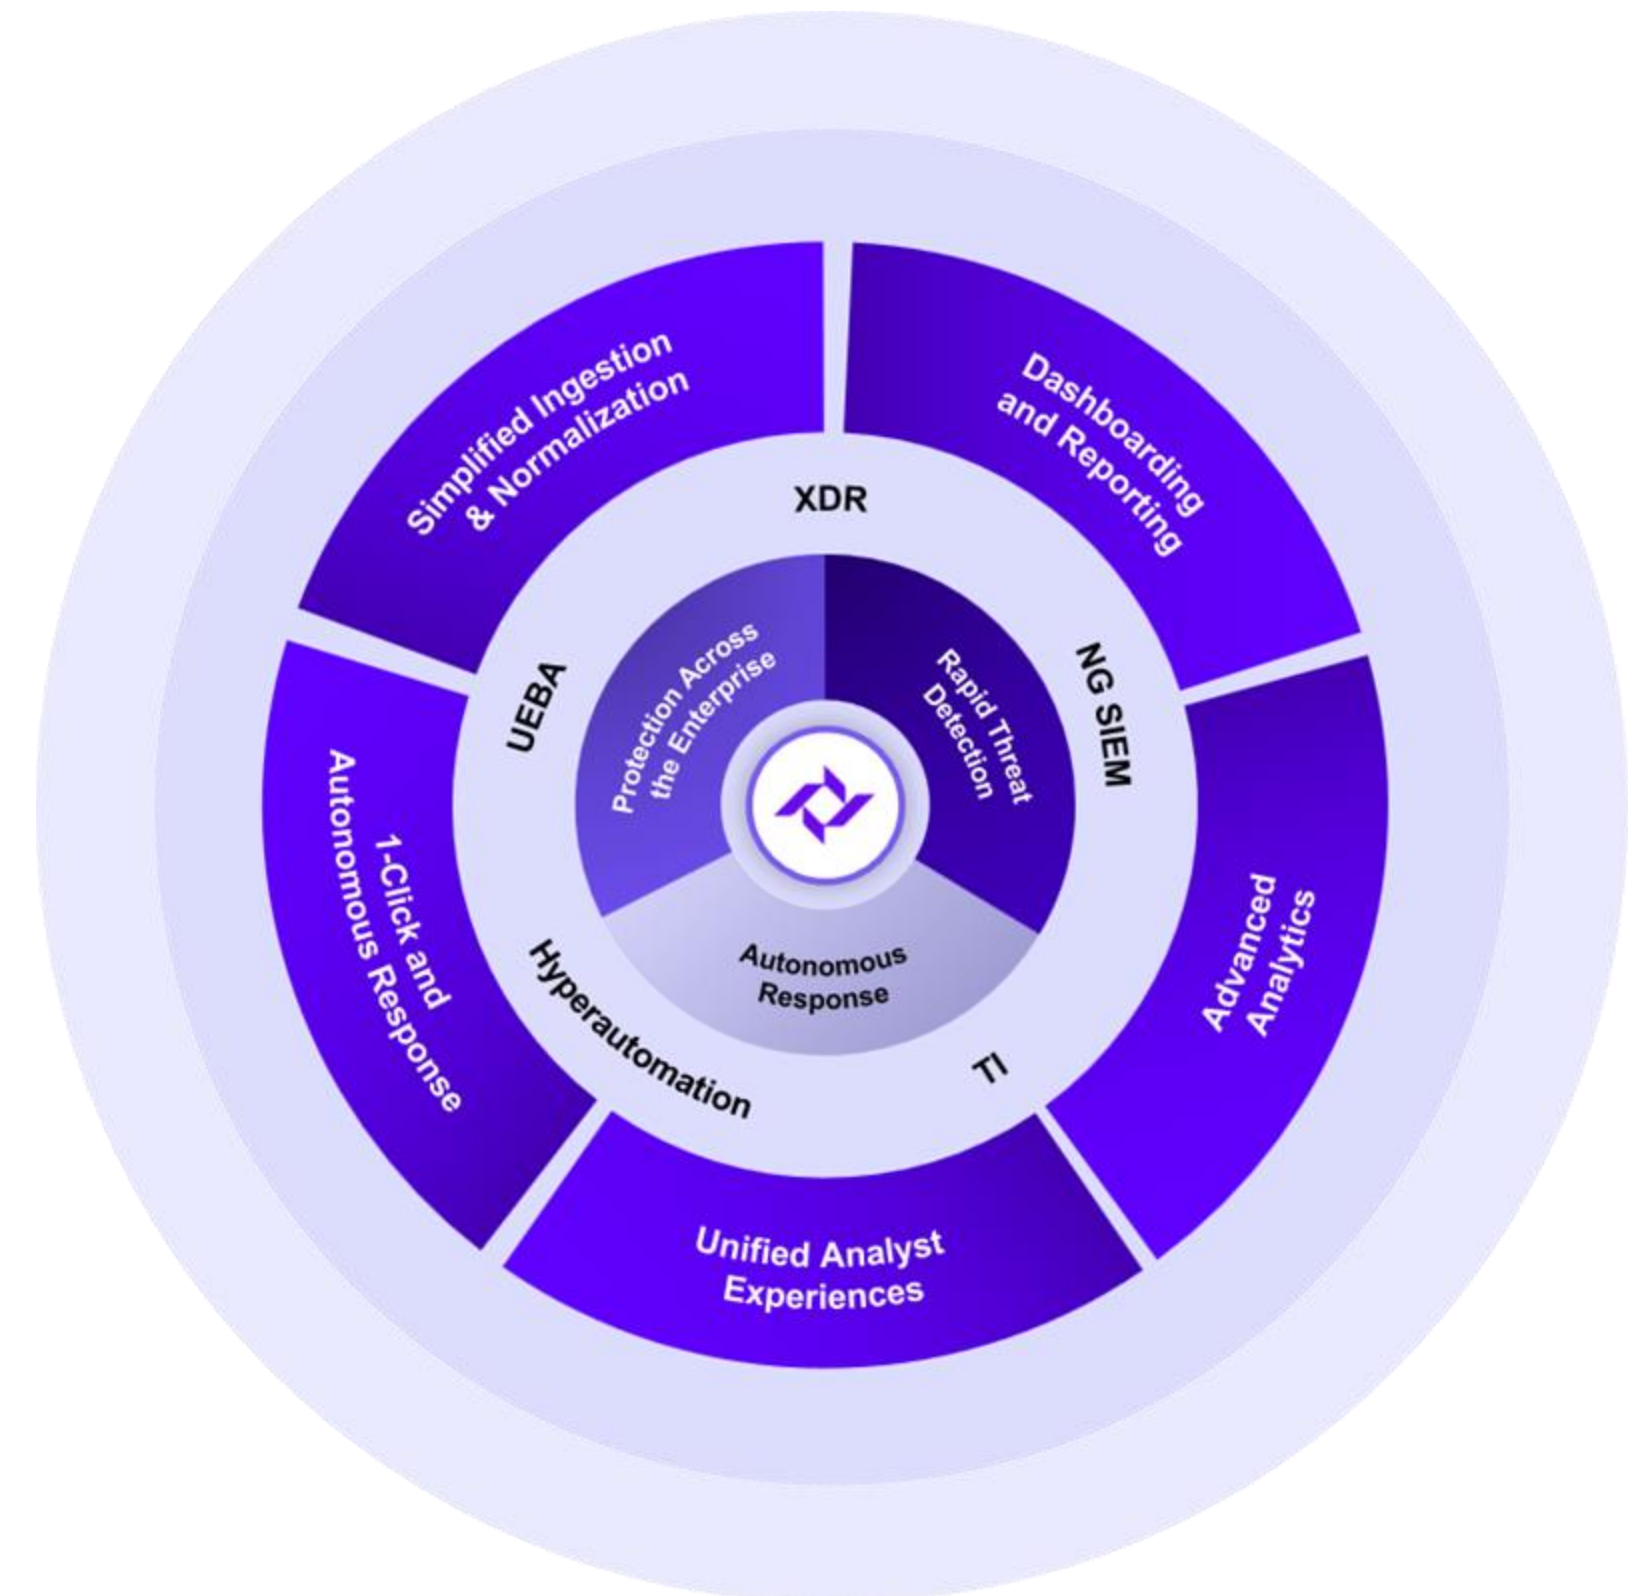 Simplified Ingestion
& Normalization
Dashboarding
and Reporting
XDR
UEBA
NG SIEM
Protection Across
the Enterprise
Rapid Threat
Detection
Autonomous
Response
1-Click and
Autonomous Response
Hyperautomation
TI
Advanced
Analytics
Unified Analyst
Experiences